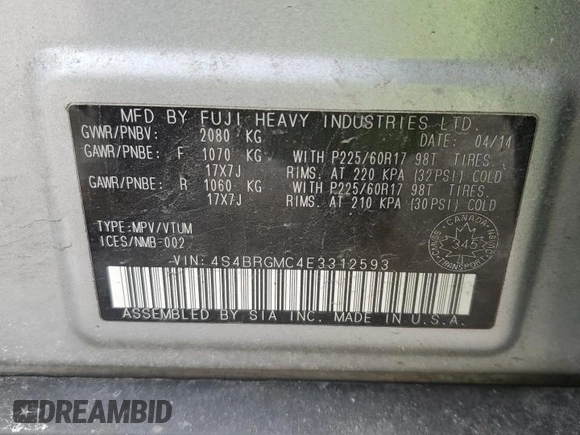 MFD BY FUJI HEAVY INDUSTRIES LTD.
GVWR/PNBV: 2080 KG DATE: 04/14
GAWR/PNBE: F 1070 KG WITH P225/60R17 98T TIRES,
17X7J RIMS. AT 220 KPA (32PSI) COLD
GAWR/PNBE: R 1060 KG WITH P225/60R17 98T TIRES,
17X7J RIMS. AT 210 KPA (30PSI) COLD
TYPE:MPV/VTUM
ICES/NMB-002
CANADA
345
TRANSPORT
VIN: 4S4BRGMC4E3312593
ASSEMBLED BY SIA INC. MADE IN U.S.A.
DREAMBID